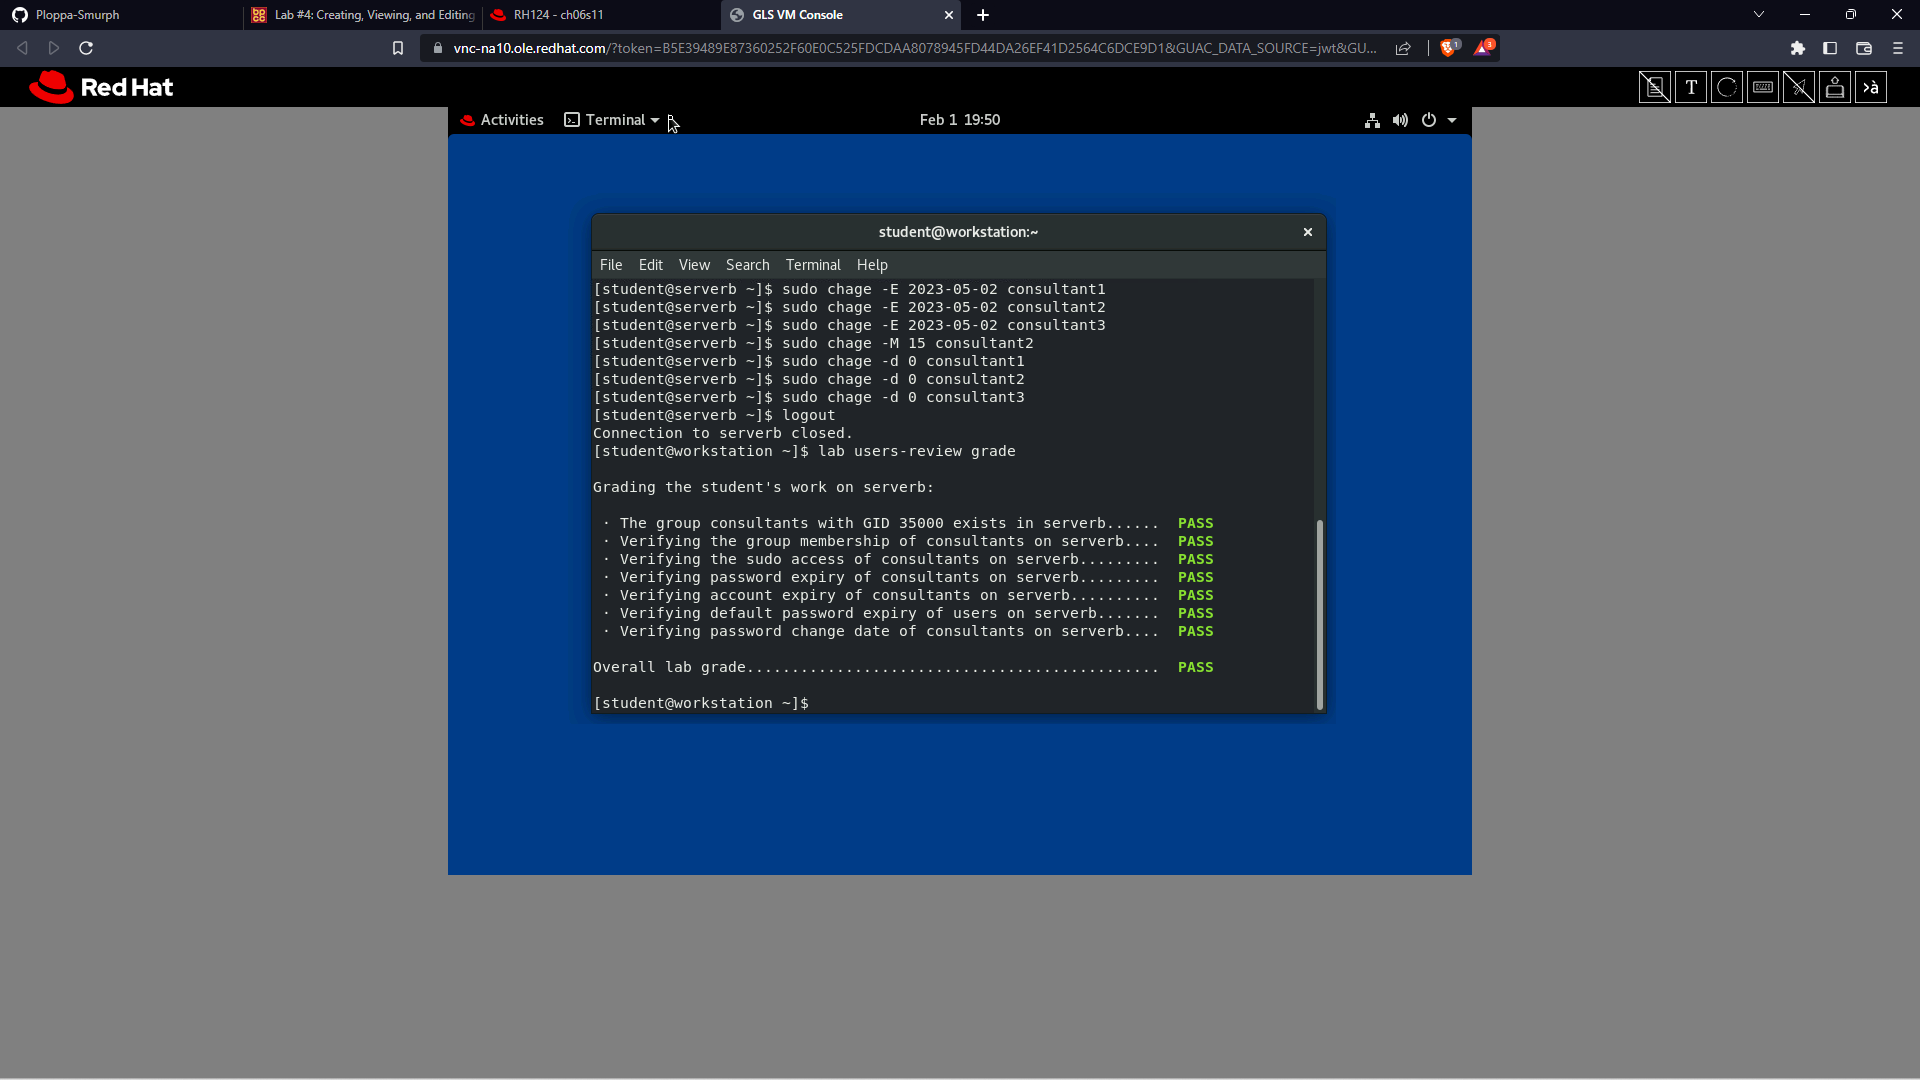 Ploppa-Smurph
Lab #4: Creating, Viewing, and Editing
RH124 - ch06s11
GLS VM Console
vnc-na10.ole.redhat.com/?token=B5E39489E87360252F60E0C525FDCDAA8078945FD44DA26EF41D2564C6DCE9D1&GUAC_DATA_SOURCE=jwt&GU...
1
3
Red Hat
T
>à
Activities
Terminal
Feb 1 19:50
student@workstation:~
File Edit View Search Terminal Help
[student@serverb ~]$ sudo chage -E 2023-05-02 consultant1
[student@serverb ~]$ sudo chage -E 2023-05-02 consultant2
[student@serverb ~]$ sudo chage -E 2023-05-02 consultant3
[student@serverb ~]$ sudo chage -M 15 consultant2
[student@serverb ~]$ sudo chage -d 0 consultant1
[student@serverb ~]$ sudo chage -d 0 consultant2
[student@serverb ~]$ sudo chage -d 0 consultant3
[student@serverb ~]$ logout
Connection to serverb closed.
[student@workstation ~]$ lab users-review grade
Grading the student's work on serverb:
· The group consultants with GID 35000 exists in serverb...... PASS
· Verifying the group membership of consultants on serverb.... PASS
· Verifying the sudo access of consultants on serverb......... PASS
· Verifying password expiry of consultants on serverb......... PASS
· Verifying account expiry of consultants on serverb.......... PASS
· Verifying default password expiry of users on serverb....... PASS
· Verifying password change date of consultants on serverb.... PASS
Overall lab grade.............................................. PASS
[student@workstation ~]$